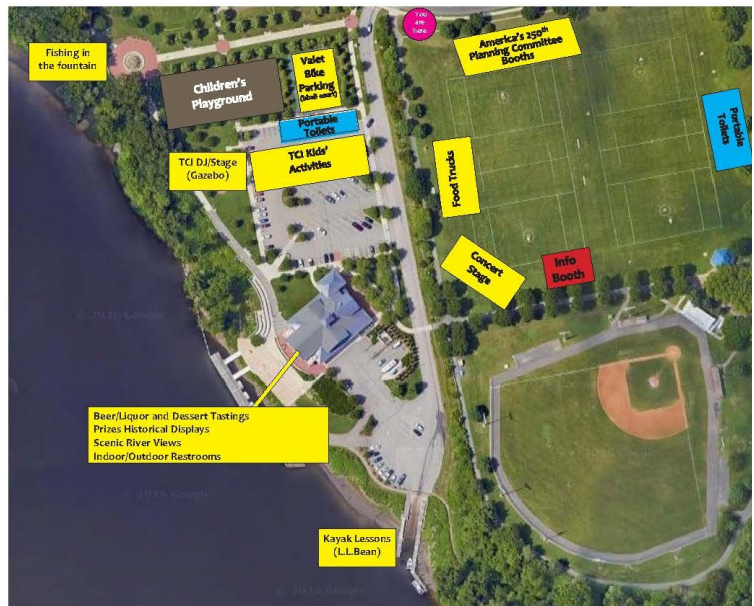 You
are
here
Fishing in
the fountain
Children's
Playground
Valet
Bike
Parking
America's 250th
Planning Committee
Booths
Portable
Toilets
Portable
Toilets
TCI DJ/Stage
(Gazebo)
TCI Kids'
Activities
Food Trucks
Concert
Stage
Info
Booth
Beer/Liquor and Dessert Tastings
Prizes Historical Displays
Scenic River Views
Indoor/Outdoor Restrooms
Kayak Lessons
(L.L.Bean)